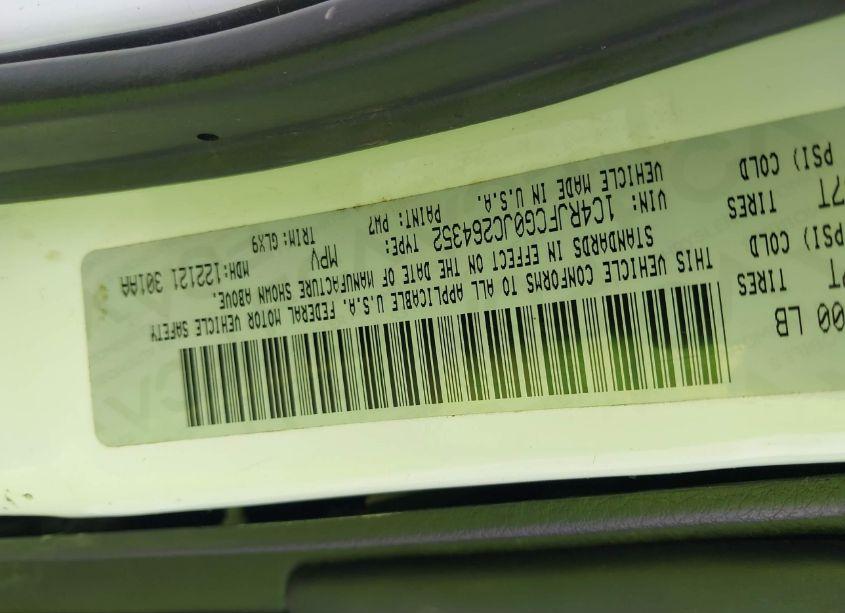 00 LB
TIRES
PSI) COLD
7T TIRES
PSI) COLD
THIS VEHICLE CONFORMS TO ALL APPLICABLE U.S.A. FEDERAL MOTOR VEHICLE SAFETY
STANDARDS IN EFFECT ON THE DATE OF MANUFACTURE SHOWN ABOVE.
VIN: 1C4RJFCG0JC264352 TYPE: MPV MDH:122121 301AA
VEHICLE MADE IN U.S.A. PAINT: PW7 TRIM: GLX9